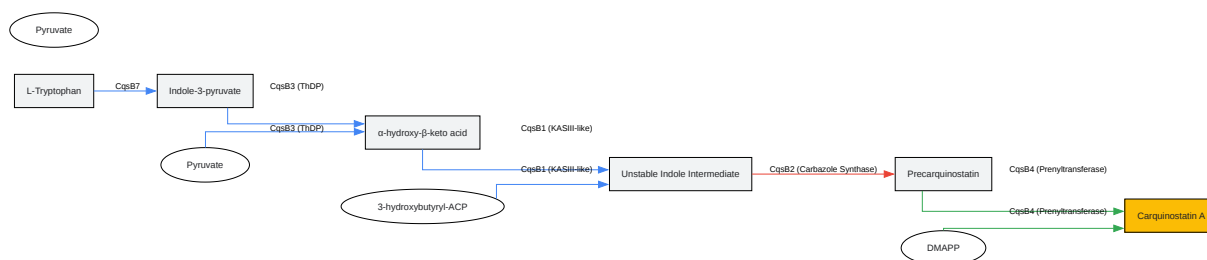 Pyruvate
L-Tryptophan
CqsB7
Indole-3-pyruvate
CqsB3 (ThDP)
CqsB3 (ThDP)
Pyruvate
α-hydroxy-β-keto acid
CqsB1 (KASIII-like)
CqsB1 (KASIII-like)
3-hydroxybutyryl-ACP
Unstable Indole Intermediate
CqsB2 (Carbazole Synthase)
Precarquinostatin
CqsB4 (Prenyltransferase)
CqsB4 (Prenyltransferase)
DMAPP
Carquinostatin A